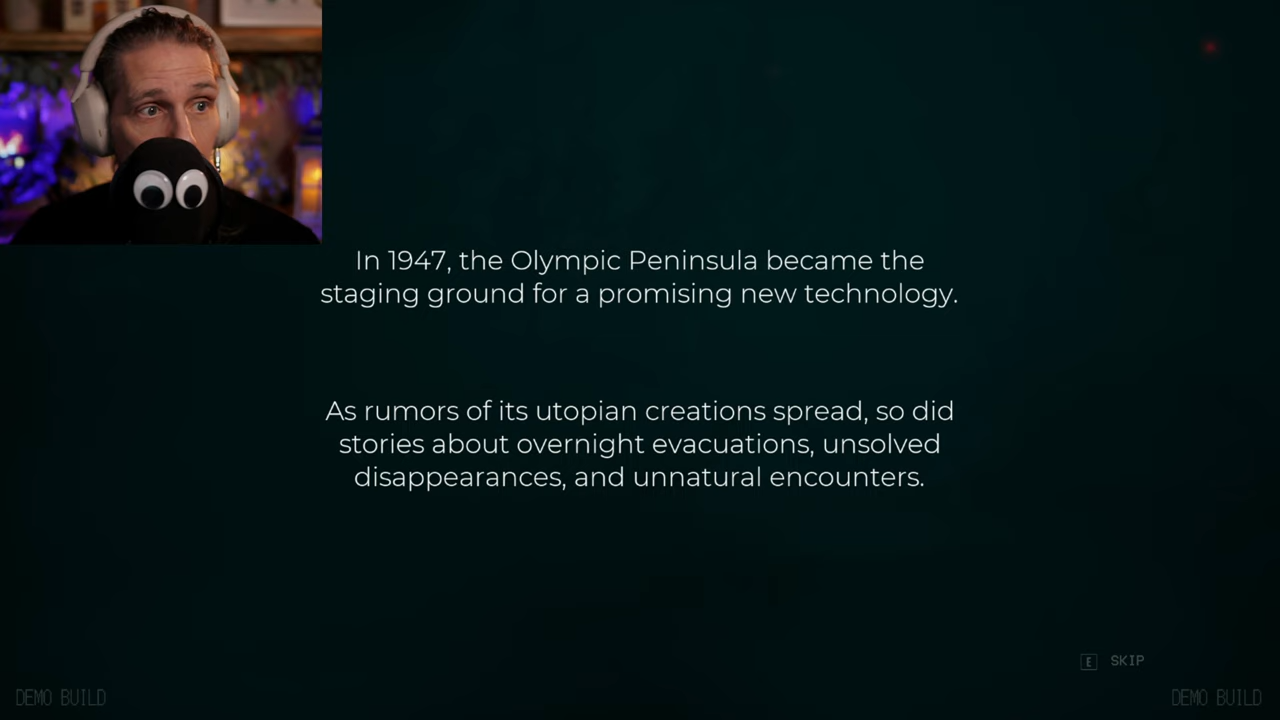 In 1947, the Olympic Peninsula became the
staging ground for a promising new technology.
As rumors of its utopian creations spread, so did
stories about overnight evacuations, unsolved
disappearances, and unnatural encounters.
E SKIP
DEMO BUILD
DEMO BUILD